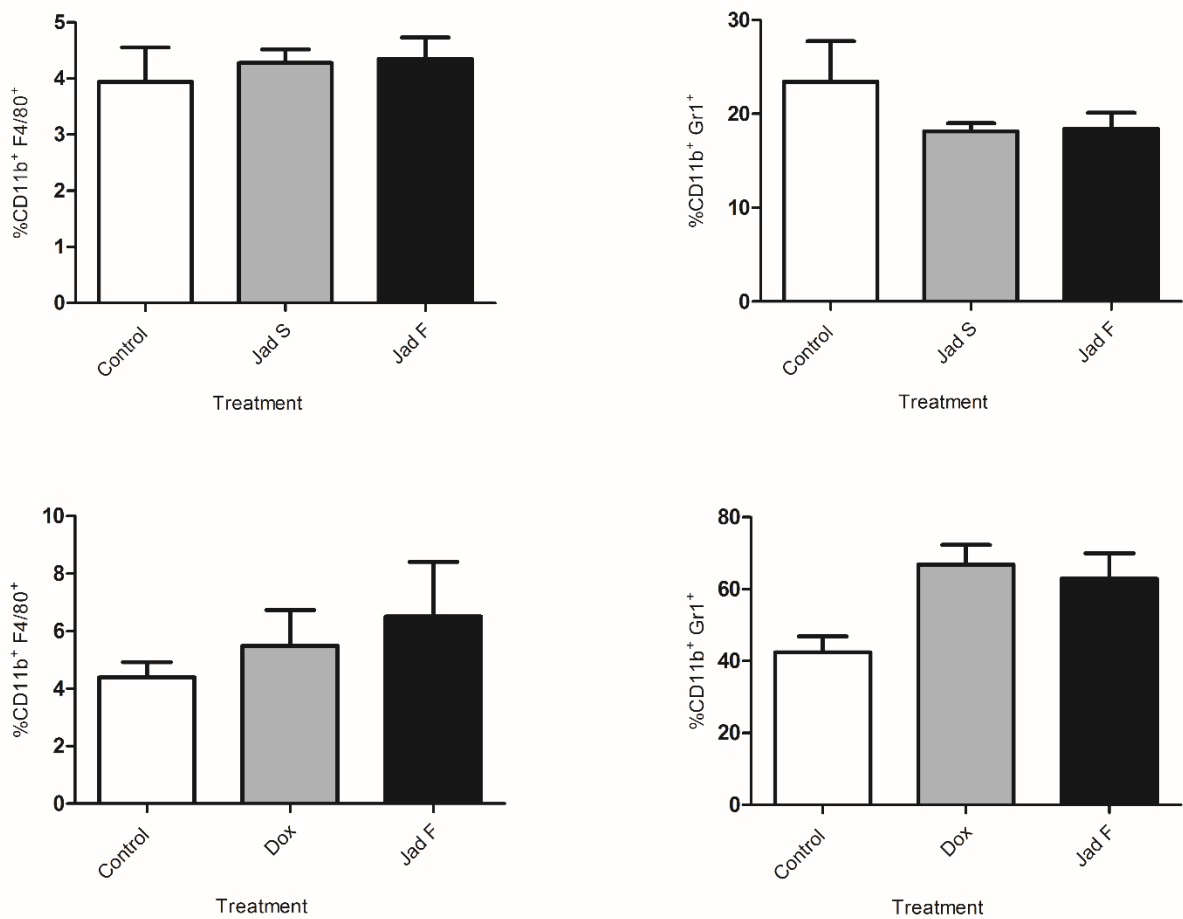 %CD11b⁺ F4/80⁺
5
4
3
2
1
0
Control
Jad S
Jad F
Treatment
%CD11b⁺ Gr1⁺
30
20
10
0
Control
Jad S
Jad F
Treatment
%CD11b⁺ F4/80⁺
10
8
6
4
2
0
Control
Dox
Jad F
Treatment
%CD11b⁺ Gr1⁺
80
60
40
20
0
Control
Dox
Jad F
Treatment